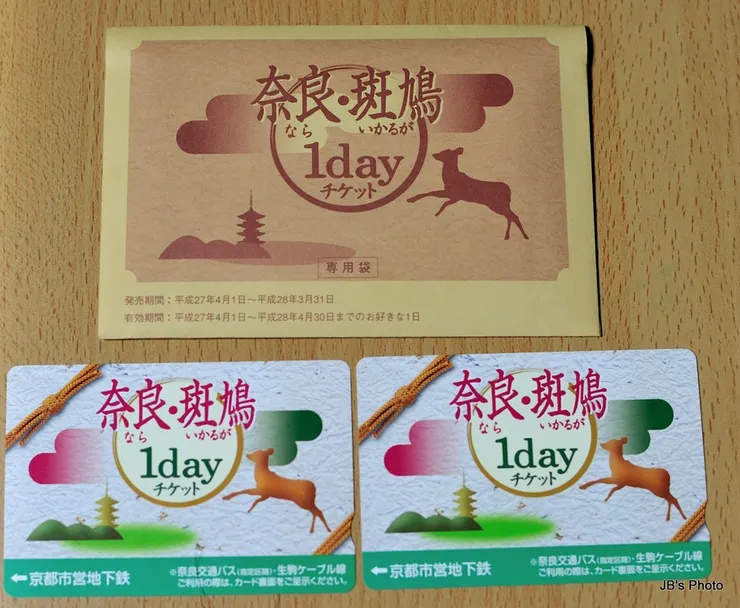 奈良・斑鳩
なら いかるが
1day
チケット
専用袋
発売期間：平成27年4月1日〜平成28年3月31日
有効期間：平成27年4月1日〜平成28年4月30日までのお好きな1日
奈良・斑鳩
なら いかるが
1day
チケット
←京都市営地下鉄
※奈良交通バス(指定区間)・生駒ケーブル線
ご利用の際は、カード裏面をご呈示ください。
奈良・斑鳩
なら いかるが
1day
チケット
←京都市営地下鉄
※奈良交通バス(指定区間)・生駒ケーブル線
ご利用の際は、カード裏面をご呈示ください。
JB's Photo